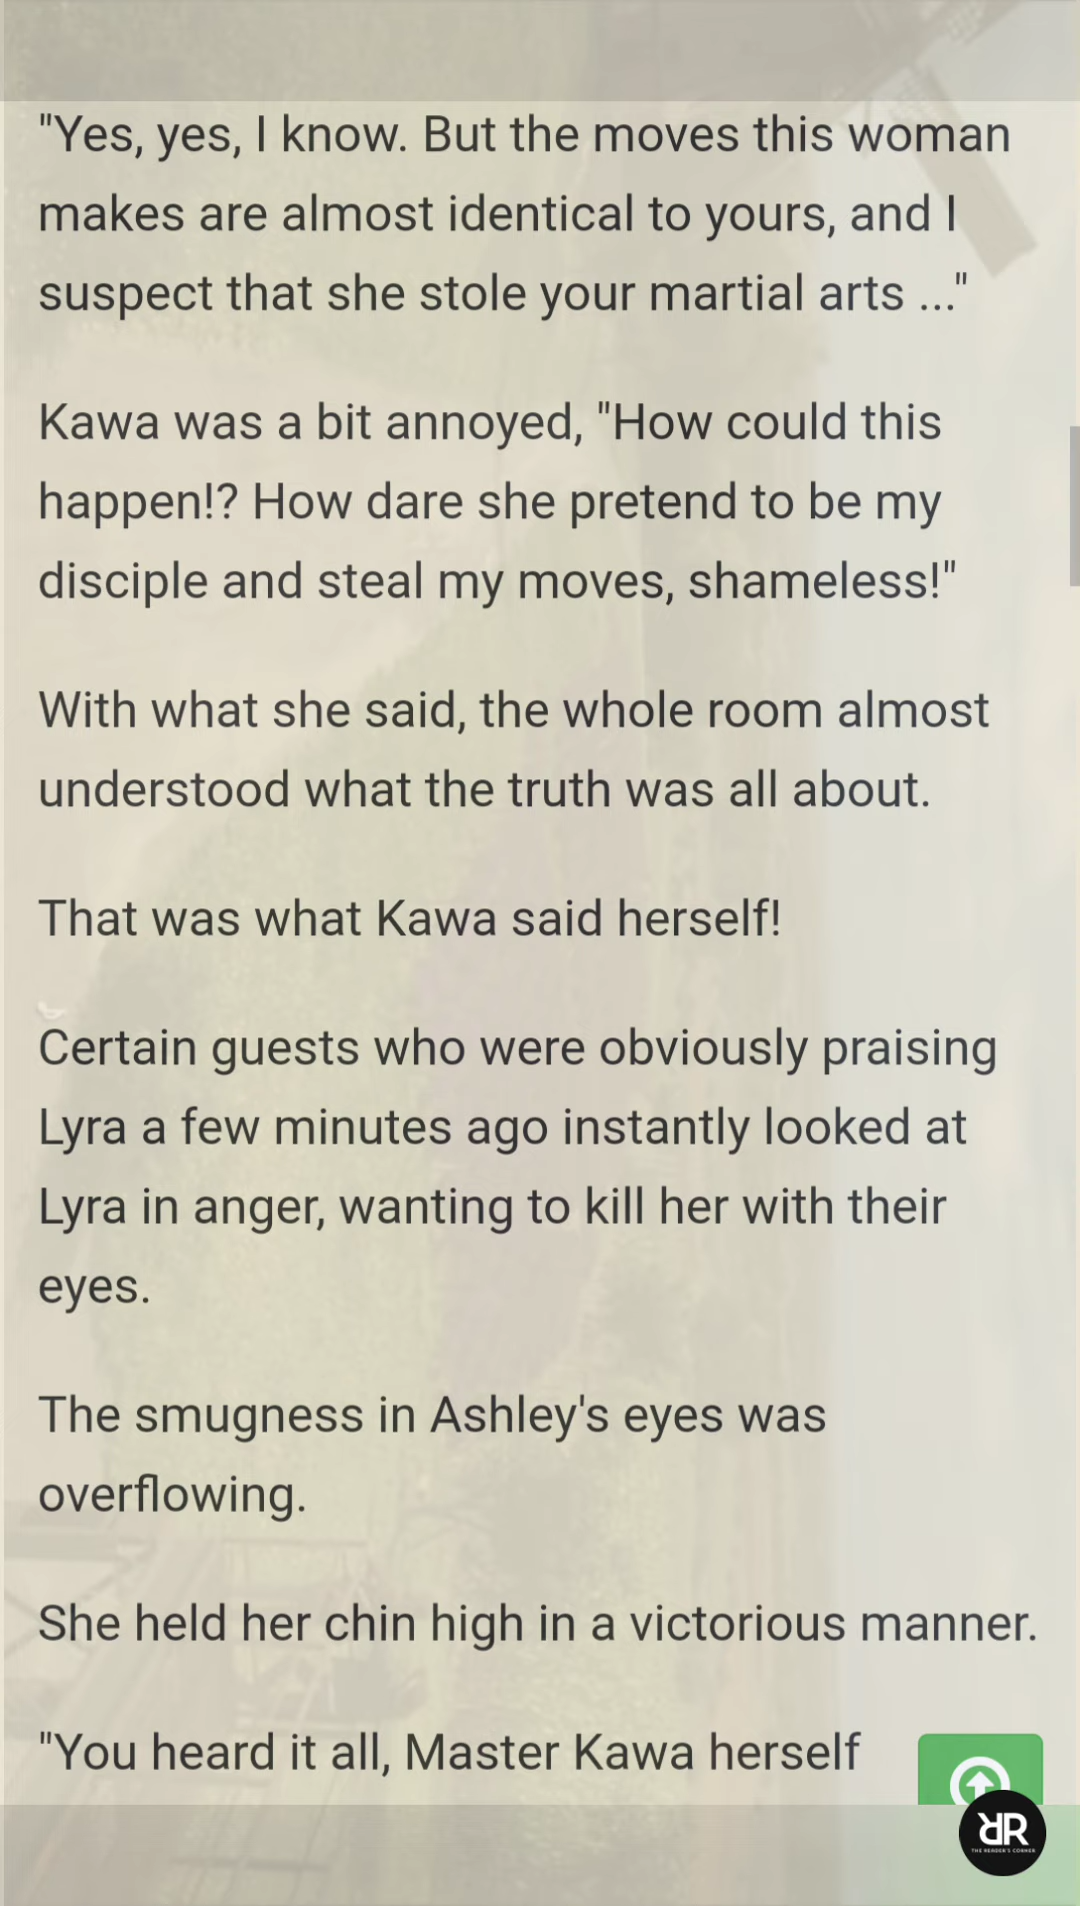 "Yes, yes, I know. But the moves this woman
makes are almost identical to yours, and I
suspect that she stole your martial arts ..."
Kawa was a bit annoyed, "How could this
happen!? How dare she pretend to be my
disciple and steal my moves, shameless!"
With what she said, the whole room almost
understood what the truth was all about.
That was what Kawa said herself!
Certain guests who were obviously praising
Lyra a few minutes ago instantly looked at
Lyra in anger, wanting to kill her with their
eyes.
The smugness in Ashley's eyes was
overflowing.
She held her chin high in a victorious manner.
"You heard it all, Master Kawa herself
RR
THE READER'S CORNER